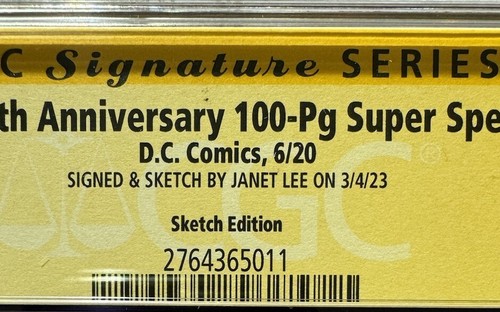 C Signature SERIES
th Anniversary 100-Pg Super Spe
D.C. Comics, 6/20
SIGNED & SKETCH BY JANET LEE ON 3/4/23
Sketch Edition
CGC®
2764365011